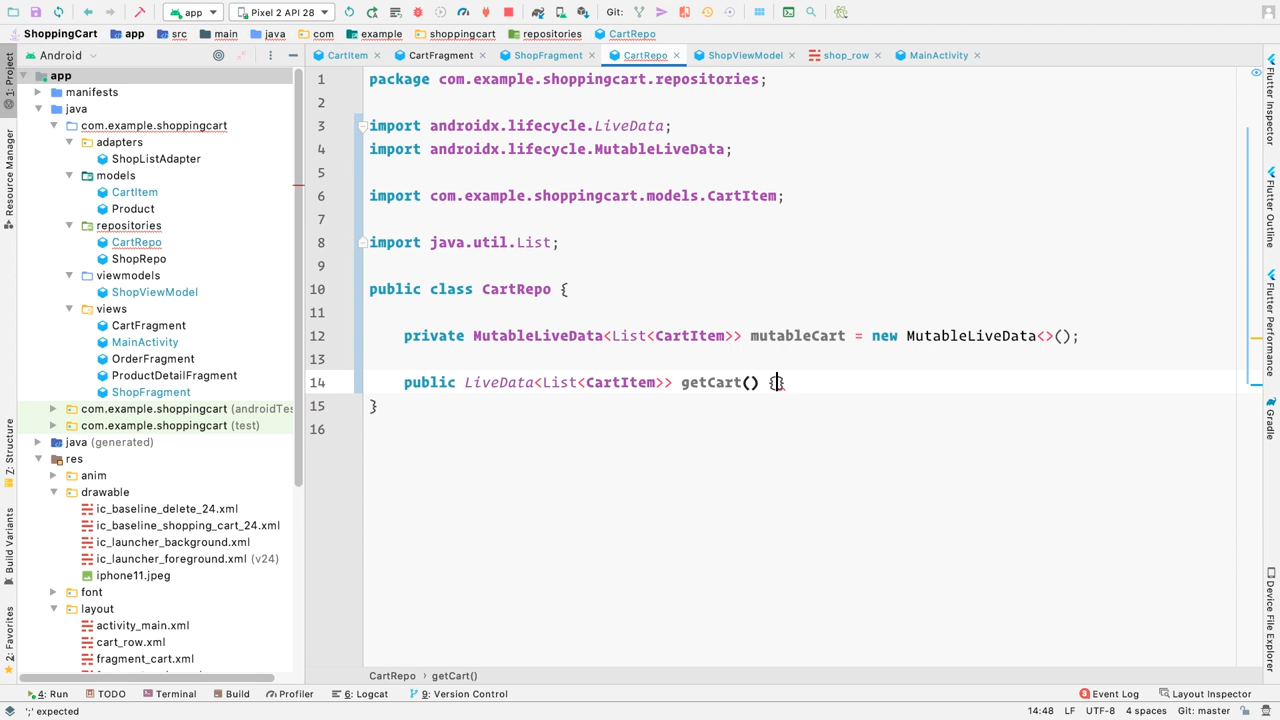 app
Pixel 2 API 28
Git:
ShoppingCart
app
src
main
java
com
example
shoppingcart
repositories
CartRepo
Android
CartItem
CartFragment
ShopFragment
CartRepo
ShopViewModel
shop_row
MainActivity
1: Project
Resource Manager
Z: Structure
Build Variants
2: Favorites
app
manifests
java
com.example.shoppingcart
adapters
ShopListAdapter
models
CartItem
Product
repositories
CartRepo
ShopRepo
viewmodels
ShopViewModel
views
CartFragment
MainActivity
OrderFragment
ProductDetailFragment
ShopFragment
com.example.shoppingcart (androidTes
com.example.shoppingcart (test)
java (generated)
res
anim
drawable
ic_baseline_delete_24.xml
ic_baseline_shopping_cart_24.xml
ic_launcher_background.xml
ic_launcher_foreground.xml (v24)
iphone11.jpeg
font
layout
activity_main.xml
cart_row.xml
fragment_cart.xml
1 package com.example.shoppingcart.repositories;
2
3 import androidx.lifecycle.LiveData;
4 import androidx.lifecycle.MutableLiveData;
5
6 import com.example.shoppingcart.models.CartItem;
7
8 import java.util.List;
9
10 public class CartRepo {
11
12 private MutableLiveData<List<CartItem>> mutableCart = new MutableLiveData<>();
13
14 public LiveData<List<CartItem>> getCart() {}
15 }
16
Flutter Inspector
Flutter Outline
Flutter Performance
Gradle
Device File Explorer
CartRepo
getCart()
4: Run
TODO
Terminal
Build
Profiler
6: Logcat
9: Version Control
3 Event Log
Layout Inspector
';' expected
14:48
LF
UTF-8
4 spaces
Git: master